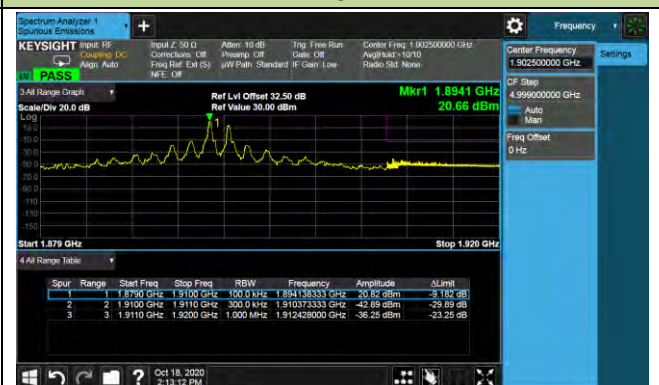 Spectrum Analyzer 1
Spurious Emissions
Frequency
KEYSIGHT
Input: RF
Coupling: DC
Align: Auto
Input Z: 50 Ω
Corrections: Off
Freq Ref: Ext (S)
NFE: Off
Atten: 10 dB
Preamp: Off
µW Path: Standard
Trig: Free Run
Gate: Off
IF Gain: Low
Center Freq: 1.902500000 GHz
Avg|Hold:>10/10
Radio Std: None
PASS
Center Frequency
1.902500000 GHz
Settings
CF Step
4.999000000 GHz
Auto
Man
Freq Offset
0 Hz
3 All Range Graph
Scale/Div 20.0 dB
Ref Lvl Offset 32.50 dB
Ref Value 30.00 dBm
Mkr1 1.8941 GHz
20.66 dBm
Log
1
-50.0
-110
-130
-150
Start 1.879 GHz
Stop 1.920 GHz
4 All Range Table
Spur Range Start Freq Stop Freq RBW Frequency Amplitude ΔLimit
1 1 1.8790 GHz 1.9100 GHz 100.0 kHz 1.894138333 GHz 20.82 dBm -9.182 dB
2 2 1.9100 GHz 1.9110 GHz 300.0 kHz 1.910373333 GHz -42.89 dBm -29.89 dB
3 3 1.9110 GHz 1.9200 GHz 1.000 MHz 1.912428000 GHz -36.25 dBm -23.25 dB
?
Oct 18, 2020
2:13:12 PM